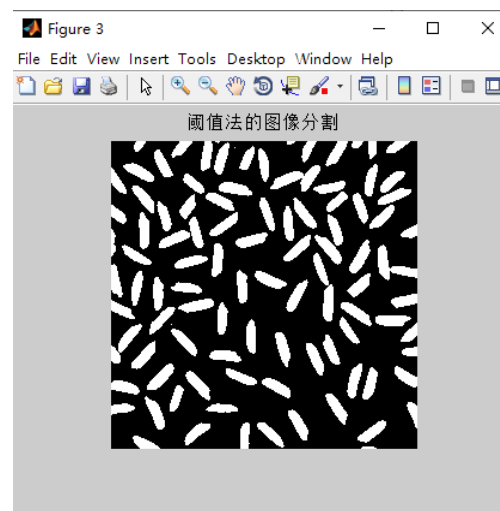 Figure 3
File Edit View Insert Tools Desktop Window Help
阈值法的图像分割